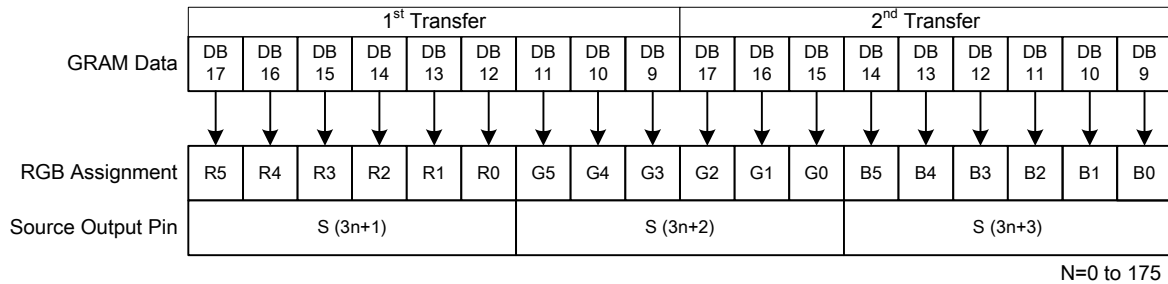 1st Transfer 2nd Transfer
GRAM Data DB 17 DB 16 DB 15 DB 14 DB 13 DB 12 DB 11 DB 10 DB 9 DB 17 DB 16 DB 15 DB 14 DB 13 DB 12 DB 11 DB 10 DB 9
RGB Assignment R5 R4 R3 R2 R1 R0 G5 G4 G3 G2 G1 G0 B5 B4 B3 B2 B1 B0
Source Output Pin S (3n+1) S (3n+2) S (3n+3)
N=0 to 175